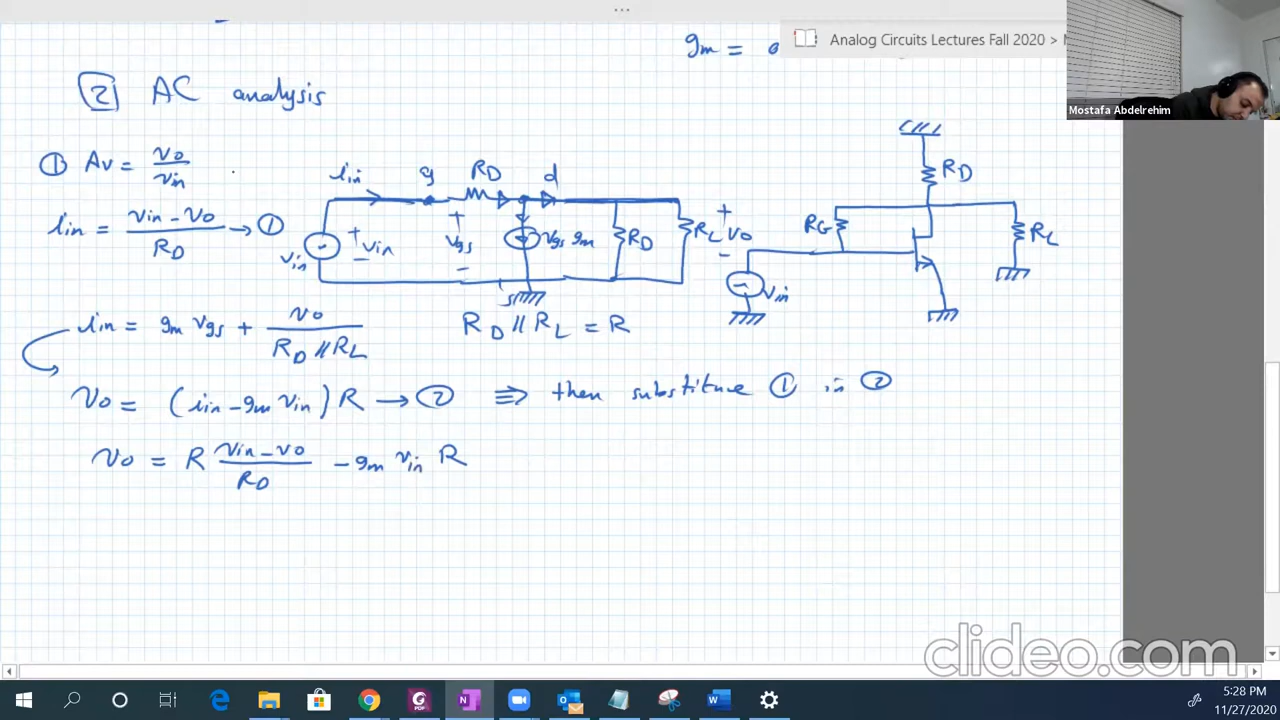 ...
gm =
Analog Circuits Lectures Fall 2020 >
Mostafa Abdelrehim
2 AC analysis
① Av = vo / vin
iin = (vin - vo) / RD → ①
iin g RD d
vin + vin - + vgs - vgs gm RD RL + vo -
s
RD
RG RL
vin
iin = gm vgs + vo / (RD // RL)
RD // RL = R
vo = (iin - gm vin) R → ② ⇒ then substitute ① in ②
vo = R (vin - vo) / RD - gm vin R
clideo.com
5:28 PM
11/27/2020